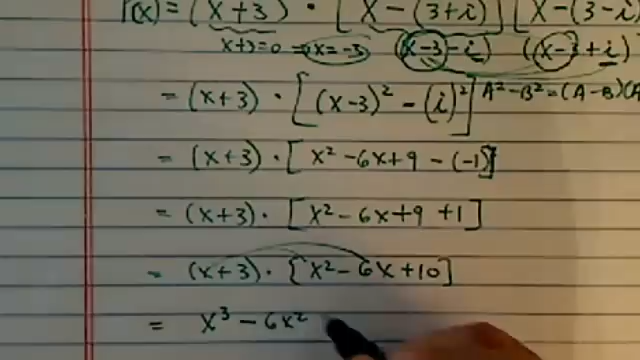 P(x) = (x+3) · [x-(3+i)] [x-(3-i)
x+3=0 ⇒ x=-3 (x-3-i) (x-3+i)
= (x+3) · [(x-3)² - (i)²] A²-B²=(A-B)(A
= (x+3) · [x²-6x+9-(-1)]
= (x+3) · [x²-6x+9+1]
= (x+3) · [x²-6x+10]
= x³-6x²